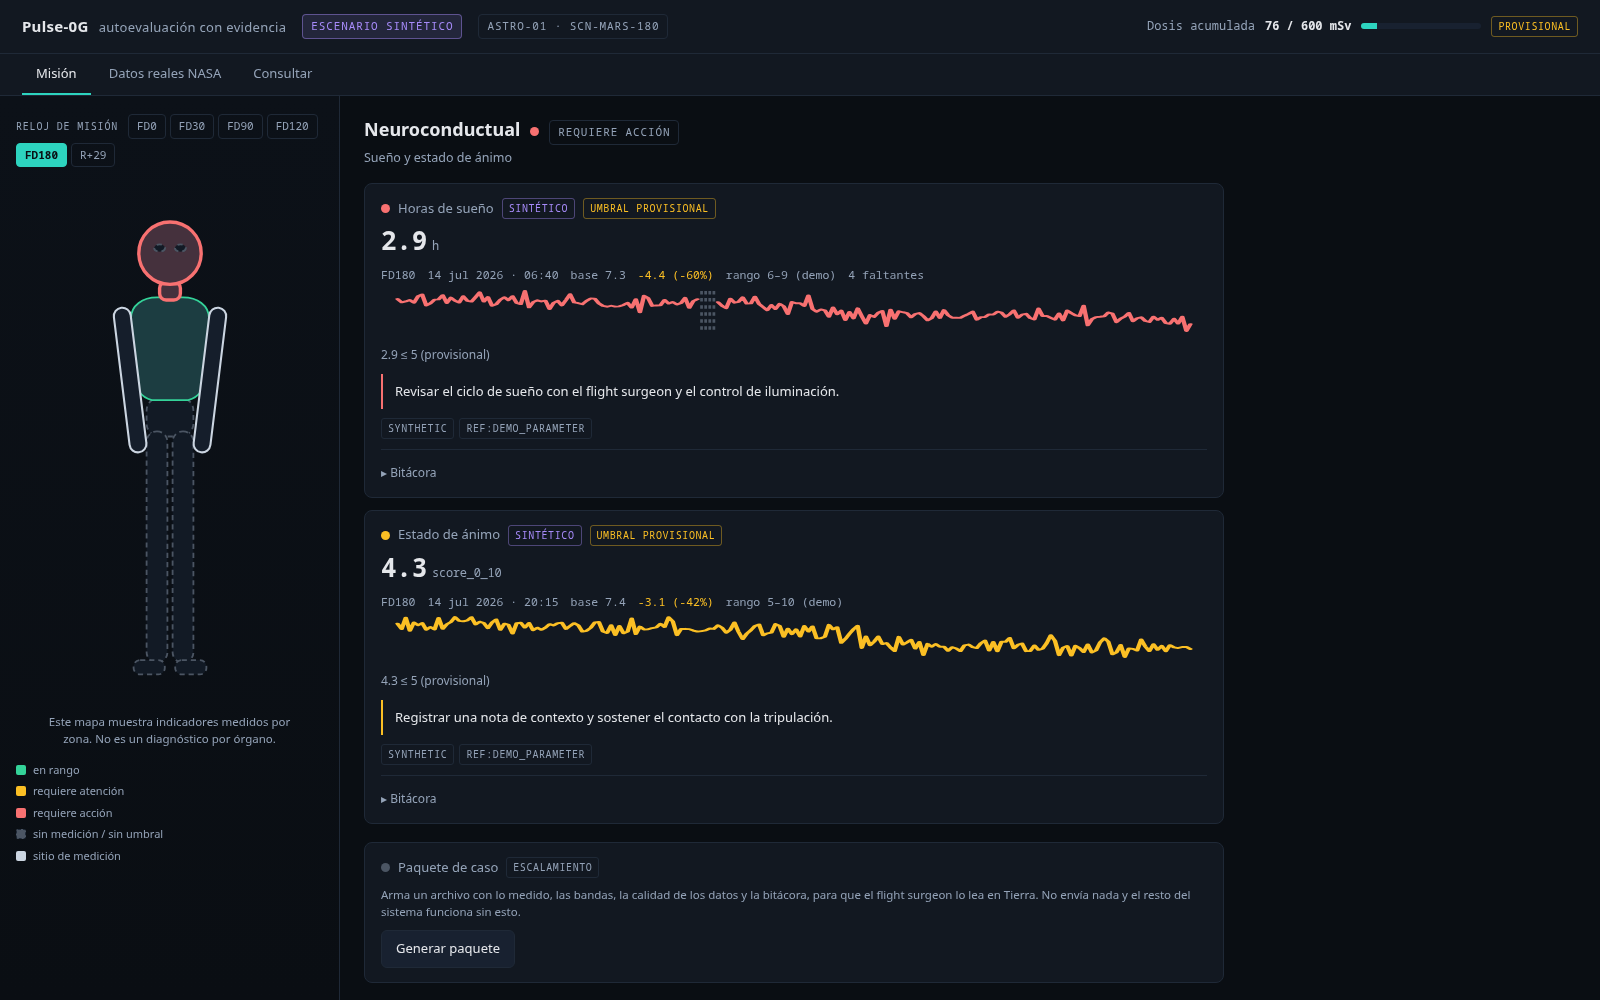 Pulse-0G autoevaluación con evidencia ESCENARIO SINTÉTICO ASTRO-01 · SCN-MARS-180 Dosis acumulada 76 / 600 mSv PROVISIONAL
Misión Datos reales NASA Consultar
RELOJ DE MISIÓN FD0 FD30 FD90 FD120
FD180 R+29
Este mapa muestra indicadores medidos por
zona. No es un diagnóstico por órgano.
en rango
requiere atención
requiere acción
sin medición / sin umbral
sitio de medición
Neuroconductual REQUIERE ACCIÓN
Sueño y estado de ánimo
Horas de sueño SINTÉTICO UMBRAL PROVISIONAL
2.9 h
FD180 14 jul 2026 · 06:40 base 7.3 -4.4 (-60%) rango 6–9 (demo) 4 faltantes
2.9 ≤ 5 (provisional)
Revisar el ciclo de sueño con el flight surgeon y el control de iluminación.
SYNTHETIC REF:DEMO_PARAMETER
▸ Bitácora
Estado de ánimo SINTÉTICO UMBRAL PROVISIONAL
4.3 score_0_10
FD180 14 jul 2026 · 20:15 base 7.4 -3.1 (-42%) rango 5–10 (demo)
4.3 ≤ 5 (provisional)
Registrar una nota de contexto y sostener el contacto con la tripulación.
SYNTHETIC REF:DEMO_PARAMETER
▸ Bitácora
Paquete de caso ESCALAMIENTO
Arma un archivo con lo medido, las bandas, la calidad de los datos y la bitácora, para que el flight surgeon lo lea en Tierra. No envía nada y el resto del
sistema funciona sin esto.
Generar paquete